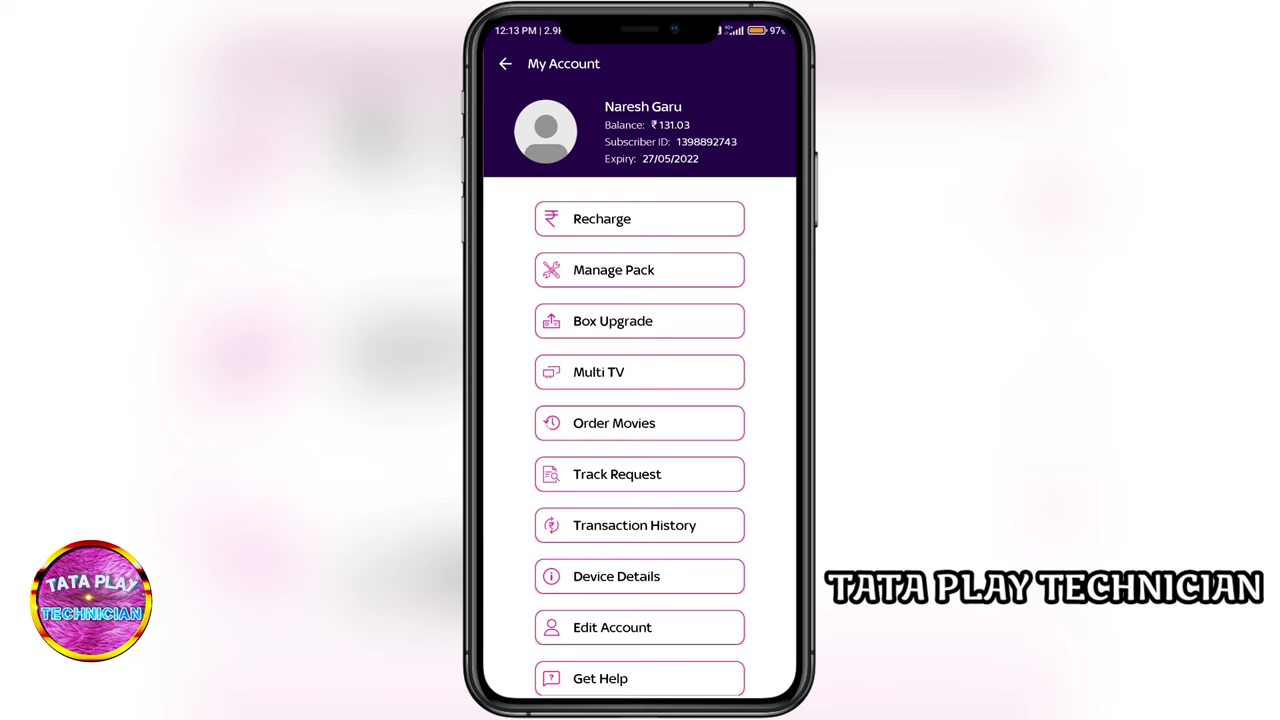 12:13 PM | 2.9
4G+
97%
My Account
Naresh Garu
Balance: ₹ 131.03
Subscriber ID: 1398892743
Expiry: 27/05/2022
Recharge
Manage Pack
Box Upgrade
Multi TV
Order Movies
Track Request
Transaction History
Device Details
Edit Account
Get Help
TATA PLAY
TECHNICIAN
TATA PLAY TECHNICIAN